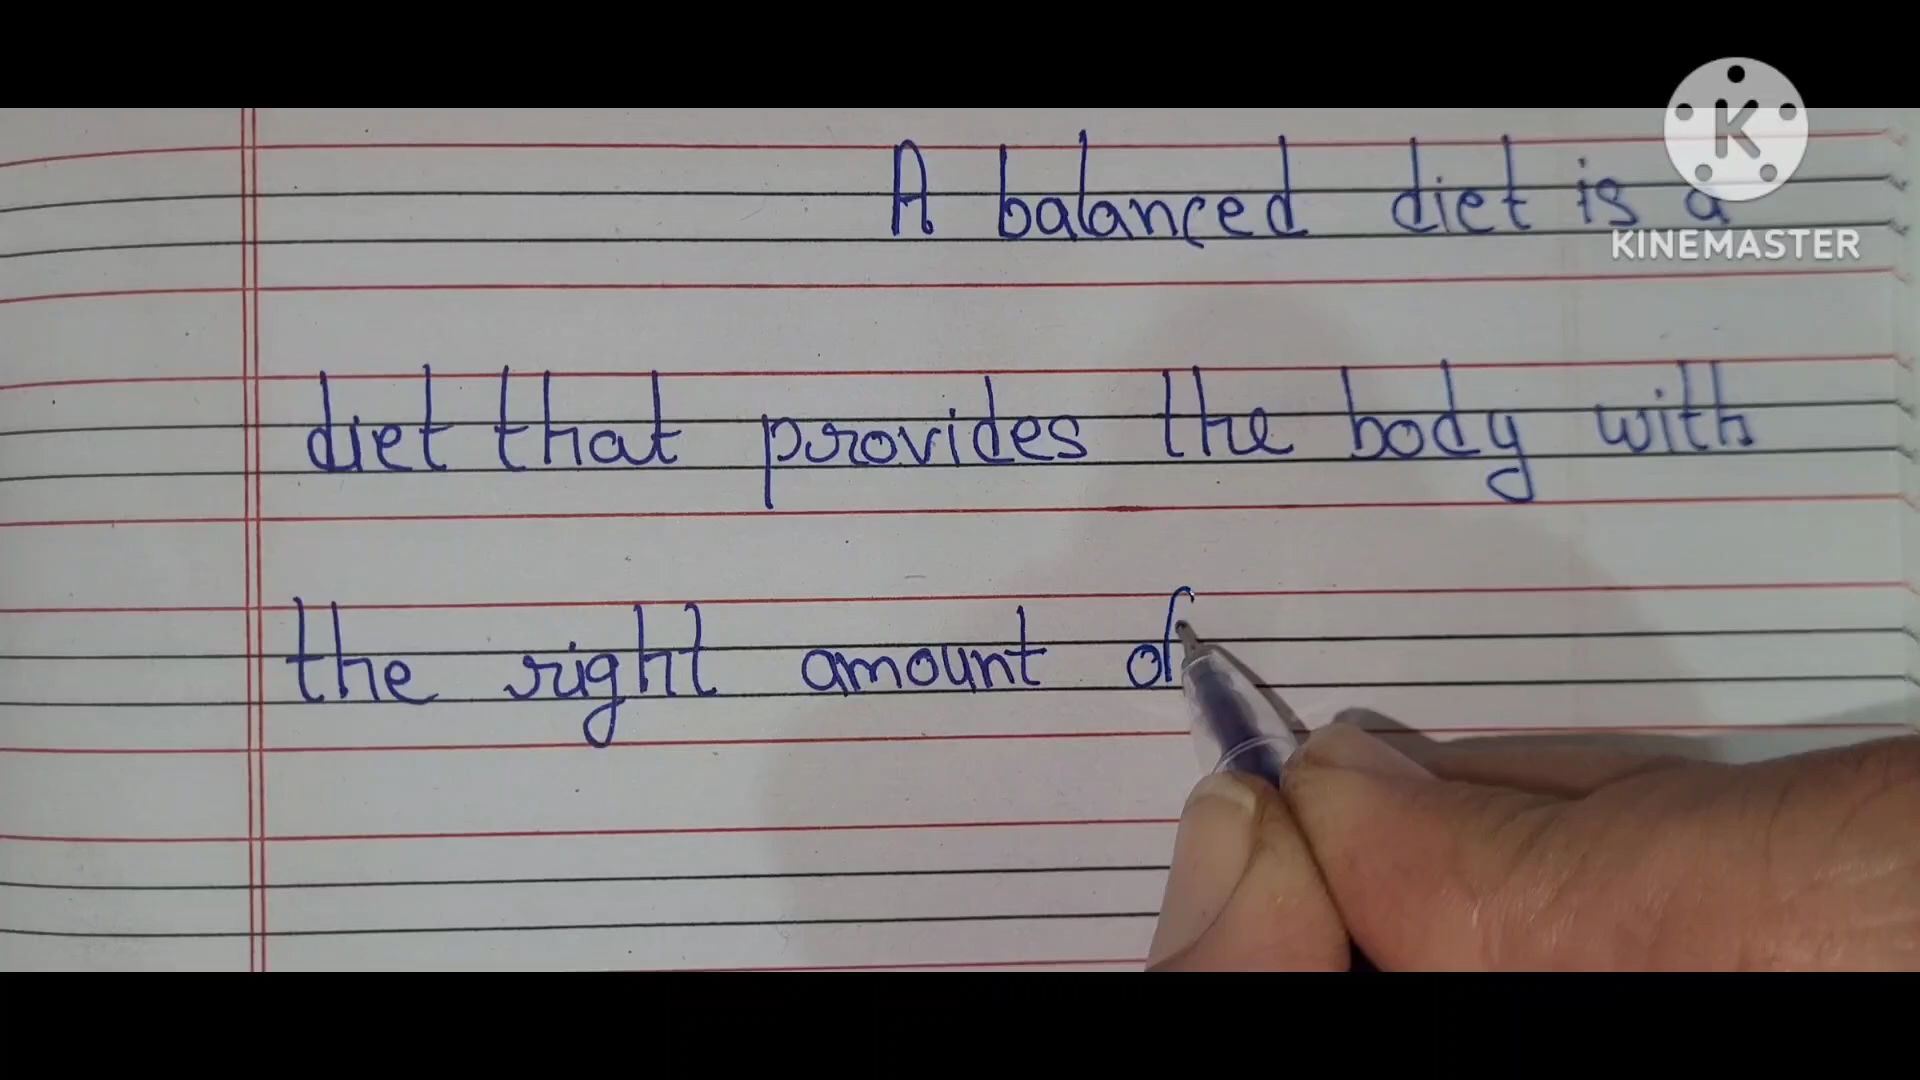 A balanced diet is a
KINEMASTER
diet that provides the body with
the right amount of